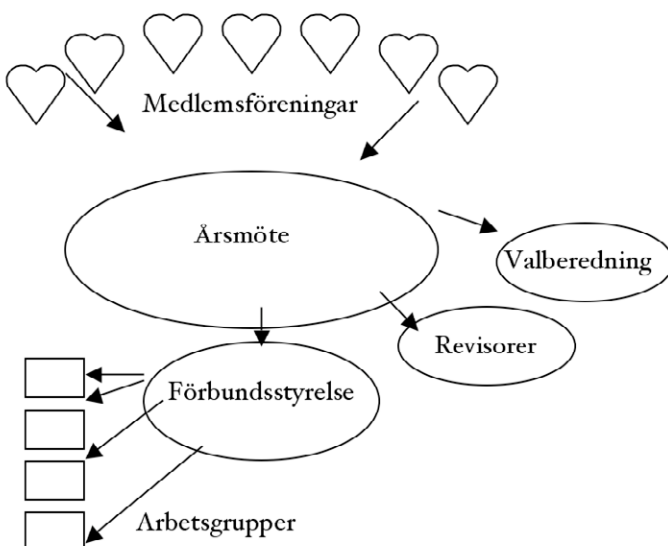 Medlemsföreningar
Årsmöte
Valberedning
Revisorer
Förbundsstyrelse
Arbetsgrupper